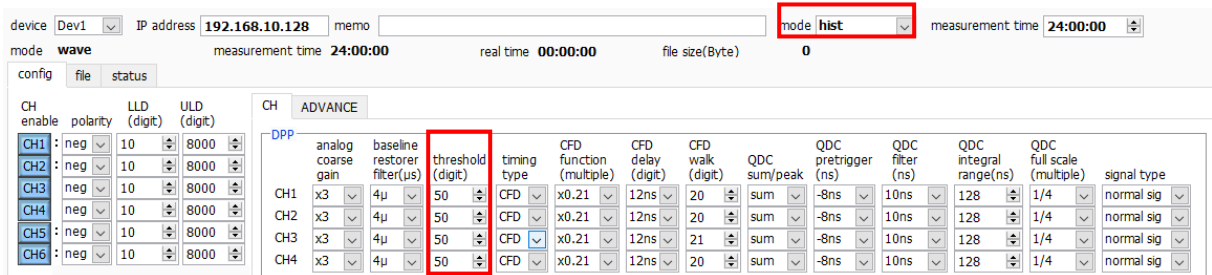 device Dev1 IP address 192.168.10.128 memo mode hist measurement time 24:00:00
mode wave measurement time 24:00:00 real time 00:00:00 file size(Byte) 0
config file status
CH enable polarity LLD (digit) ULD (digit)
CH1 : neg 10 8000
CH2 : neg 10 8000
CH3 : neg 10 8000
CH4 : neg 10 8000
CH5 : neg 10 8000
CH6 : neg 10 8000
CH ADVANCE
DPP
analog coarse gain baseline restorer filter(µs) threshold (digit) timing type CFD function (multiple) CFD delay (digit) CFD walk (digit) QDC sum/peak QDC pretrigger (ns) QDC filter (ns) QDC integral range(ns) QDC full scale (multiple) signal type
CH1 x3 4µ 50 CFD x0.21 12ns 20 sum -8ns 10ns 128 1/4 normal sig
CH2 x3 4µ 50 CFD x0.21 12ns 20 sum -8ns 10ns 128 1/4 normal sig
CH3 x3 4µ 50 CFD x0.21 12ns 21 sum -8ns 10ns 128 1/4 normal sig
CH4 x3 4µ 50 CFD x0.21 12ns 20 sum -8ns 10ns 128 1/4 normal sig